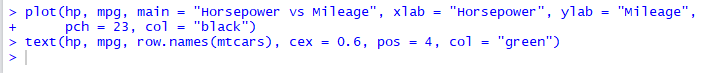 > plot(hp, mpg, main = "Horsepower vs Mileage", xlab = "Horsepower", ylab = "Mileage",
+     pch = 23, col = "black")
> text(hp, mpg, row.names(mtcars), cex = 0.6, pos = 4, col = "green")
>